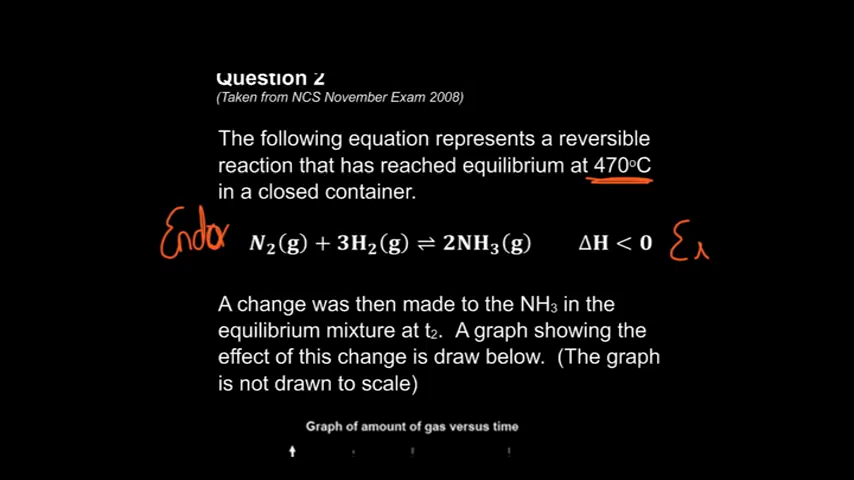 Question 2
(Taken from NCS November Exam 2008)
The following equation represents a reversible
reaction that has reached equilibrium at 470°C
in a closed container.
Endo N₂(g) + 3H₂(g) ⇌ 2NH₃(g) ΔH < 0 Ex
A change was then made to the NH₃ in the
equilibrium mixture at t₂. A graph showing the
effect of this change is draw below. (The graph
is not drawn to scale)
Graph of amount of gas versus time